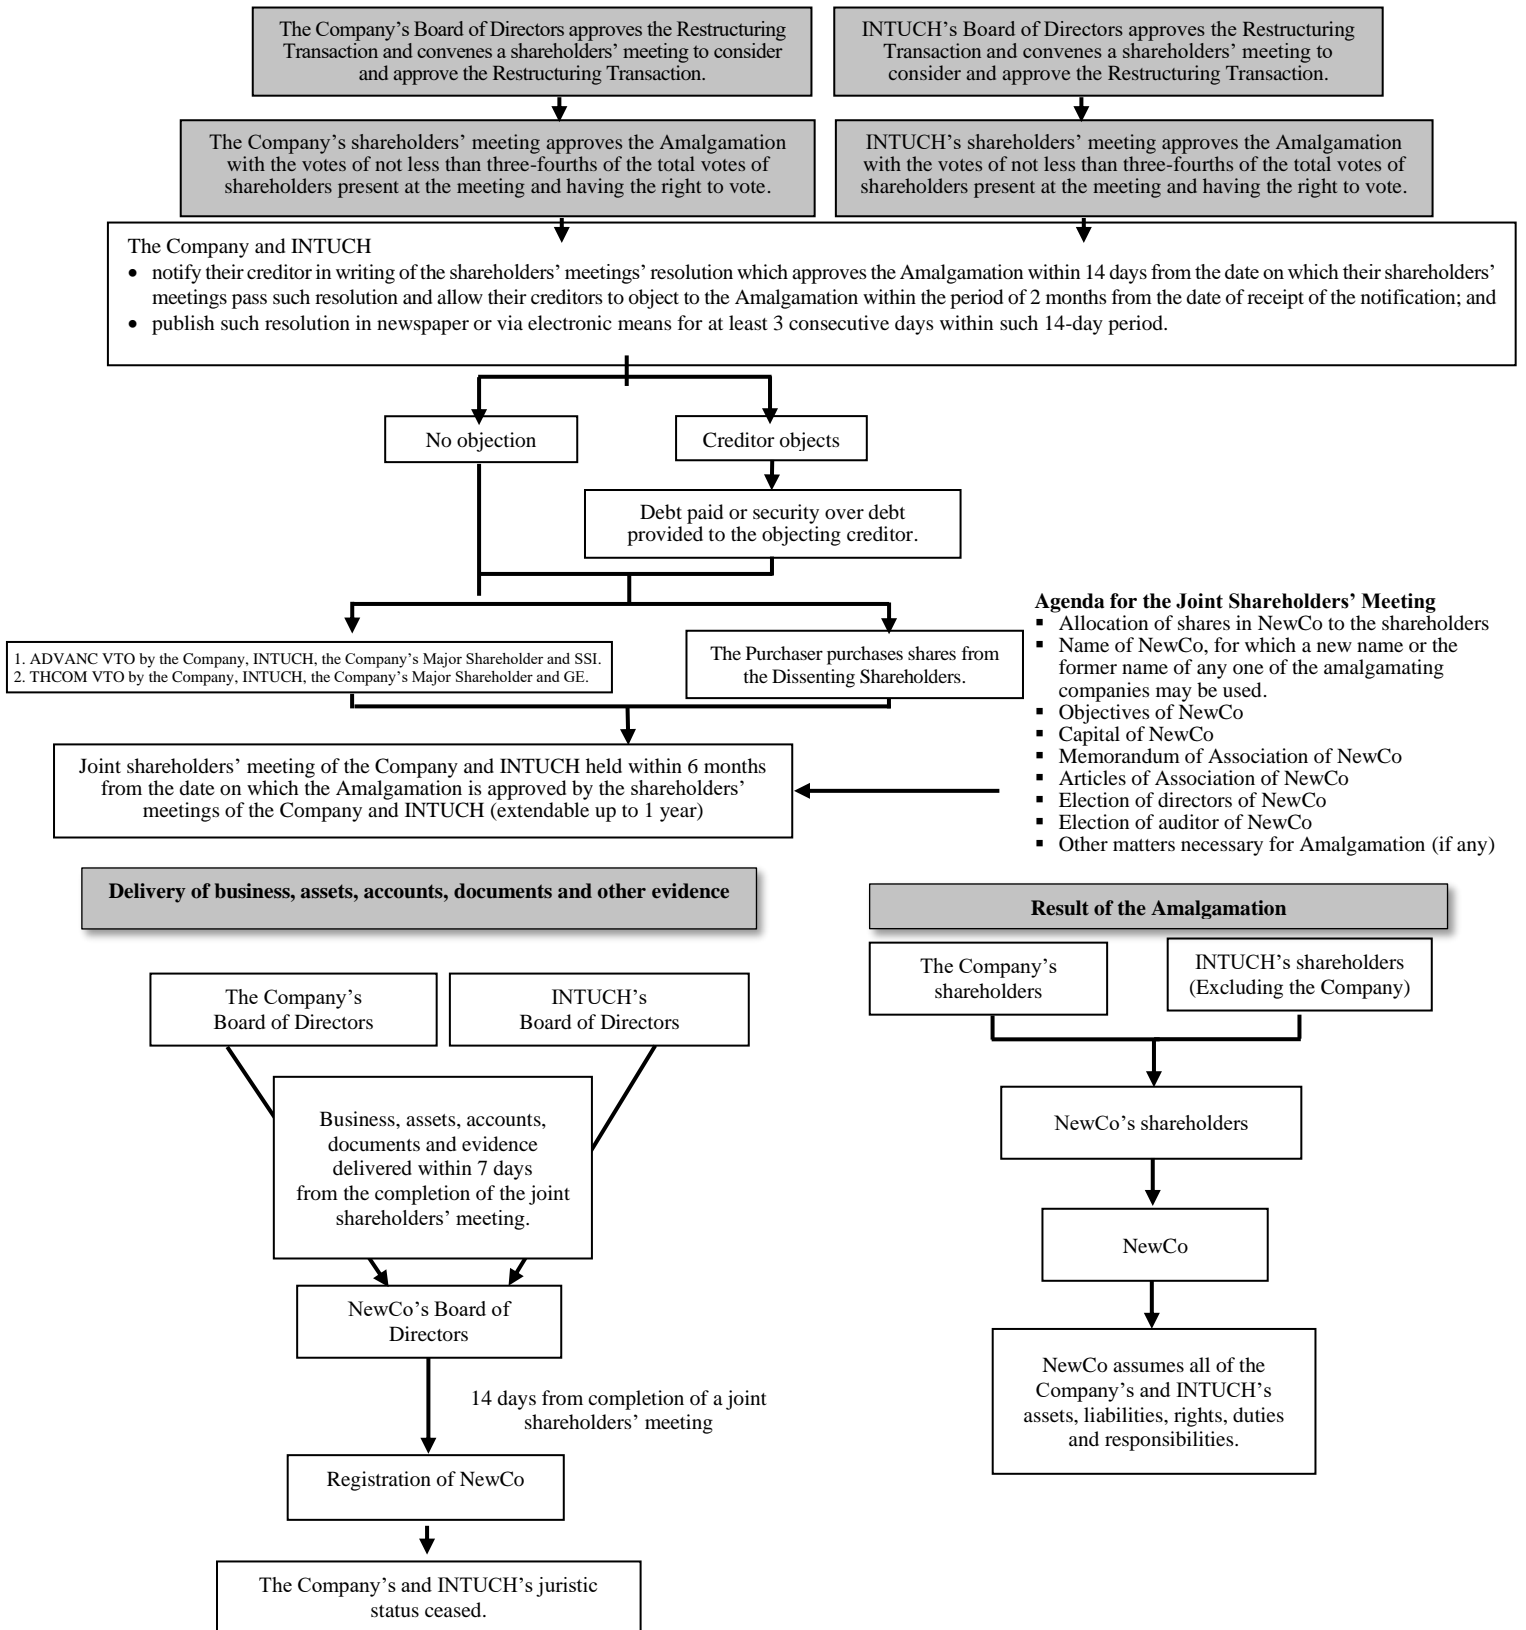 The Company’s Board of Directors approves the Restructuring
Transaction and convenes a shareholders’ meeting to consider
and approve the Restructuring Transaction.
INTUCH’s Board of Directors approves the Restructuring
Transaction and convenes a shareholders’ meeting to
consider and approve the Restructuring Transaction.
The Company’s shareholders’ meeting approves the Amalgamation
with the votes of not less than three-fourths of the total votes of
shareholders present at the meeting and having the right to vote.
INTUCH’s shareholders’ meeting approves the Amalgamation
with the votes of not less than three-fourths of the total votes of
shareholders present at the meeting and having the right to vote.
The Company and INTUCH
• notify their creditor in writing of the shareholders’ meetings’ resolution which approves the Amalgamation within 14 days from the date on which their shareholders’
meetings pass such resolution and allow their creditors to object to the Amalgamation within the period of 2 months from the date of receipt of the notification; and
• publish such resolution in newspaper or via electronic means for at least 3 consecutive days within such 14-day period.
No objection
Creditor objects
Debt paid or security over debt
provided to the objecting creditor.
1. ADVANC VTO by the Company, INTUCH, the Company’s Major Shareholder and SSI.
2. THCOM VTO by the Company, INTUCH, the Company’s Major Shareholder and GE.
The Purchaser purchases shares from
the Dissenting Shareholders.
Agenda for the Joint Shareholders’ Meeting
▪ Allocation of shares in NewCo to the shareholders
▪ Name of NewCo, for which a new name or the
former name of any one of the amalgamating
companies may be used.
▪ Objectives of NewCo
▪ Capital of NewCo
▪ Memorandum of Association of NewCo
▪ Articles of Association of NewCo
▪ Election of directors of NewCo
▪ Election of auditor of NewCo
▪ Other matters necessary for Amalgamation (if any)
Joint shareholders’ meeting of the Company and INTUCH held within 6 months
from the date on which the Amalgamation is approved by the shareholders’
meetings of the Company and INTUCH (extendable up to 1 year)
Delivery of business, assets, accounts, documents and other evidence
The Company’s
Board of Directors
INTUCH’s
Board of Directors
Business, assets, accounts,
documents and evidence
delivered within 7 days
from the completion of the joint
shareholders’ meeting.
NewCo’s Board of
Directors
14 days from completion of a joint
shareholders’ meeting
Registration of NewCo
The Company’s and INTUCH’s juristic
status ceased.
Result of the Amalgamation
The Company’s
shareholders
INTUCH’s shareholders
(Excluding the Company)
NewCo’s shareholders
NewCo
NewCo assumes all of the
Company’s and INTUCH’s
assets, liabilities, rights, duties
and responsibilities.